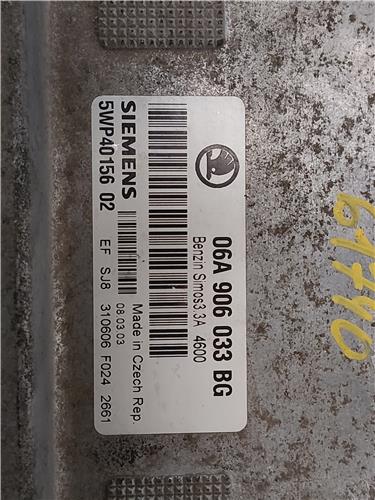 06A 906 033 BG
Benzin Simos3 3A 4600
SIEMENS
5WP40156 02
08.03.03
Made in Czech Rep.
EF SJ8 310606 F024 2661
61740